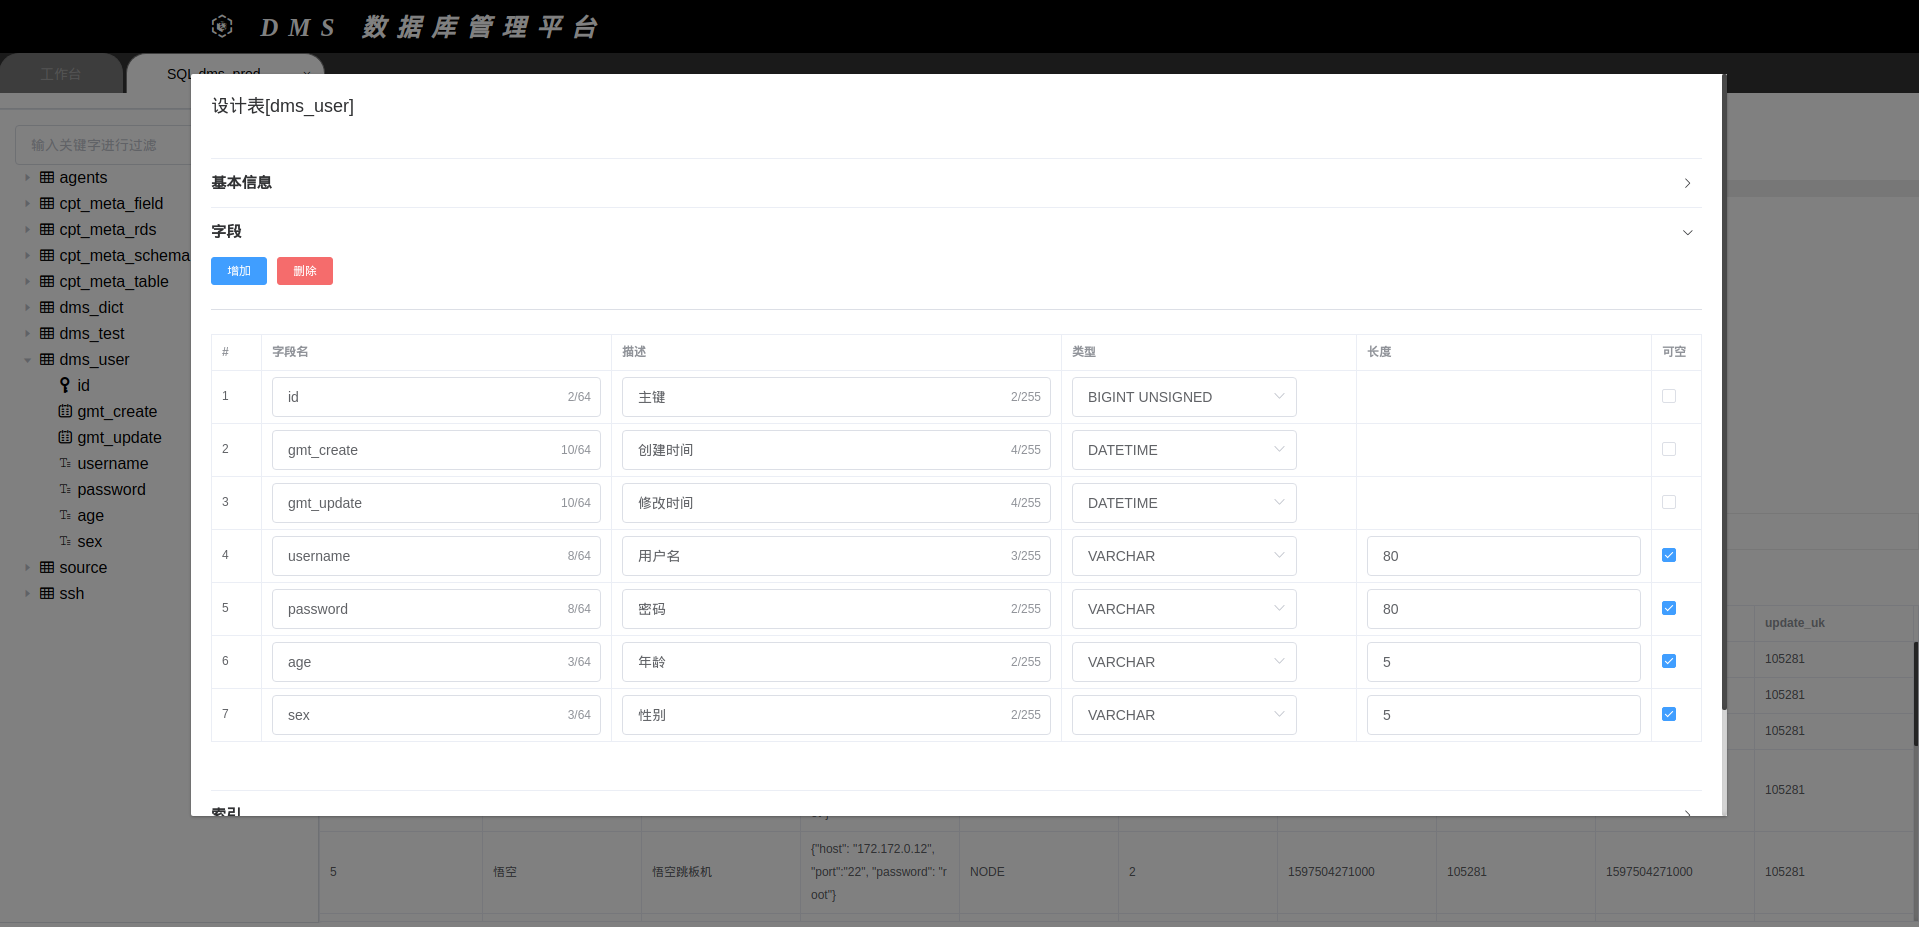 DMS 数据库管理平台
工作台
SQL dms_prod
输入关键字进行过滤
agents
cpt_meta_field
cpt_meta_rds
cpt_meta_schema
cpt_meta_table
dms_dict
dms_test
dms_user
id
gmt_create
gmt_update
username
password
age
sex
source
ssh
设计表[dms_user]
基本信息
字段
增加 删除
# 字段名 描述 类型 长度 可空
1 id 2/64 主键 2/255 BIGINT UNSIGNED
2 gmt_create 10/64 创建时间 4/255 DATETIME
3 gmt_update 10/64 修改时间 4/255 DATETIME
4 username 8/64 用户名 3/255 VARCHAR 80
5 password 8/64 密码 2/255 VARCHAR 80
6 age 3/64 年龄 2/255 VARCHAR 5
7 sex 3/64 性别 2/255 VARCHAR 5
索引
update_uk
105281
105281
105281
105281
5 悟空 悟空跳板机 {"host": "172.172.0.12", NODE 2 1597504271000 105281 1597504271000 105281
"port":"22", "password": "r
oot"}